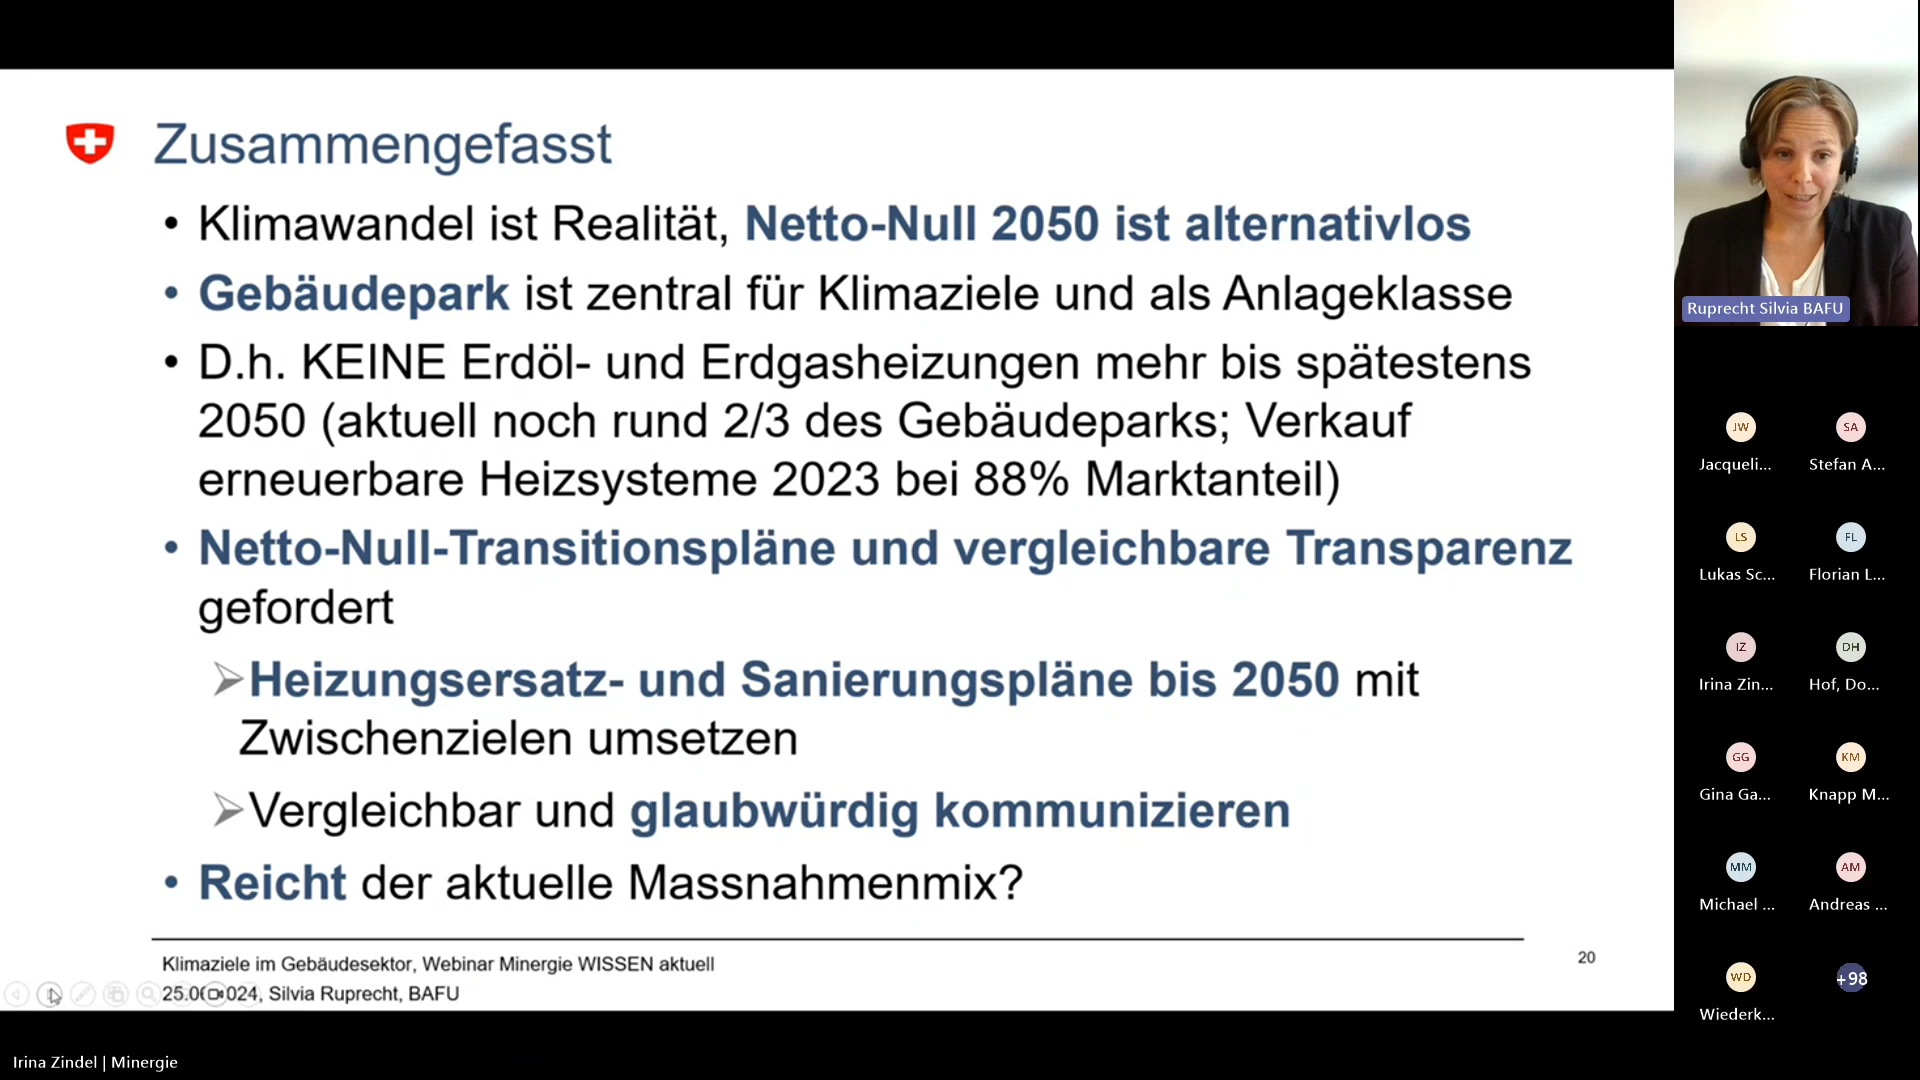 Zusammengefasst
• Klimawandel ist Realität, Netto-Null 2050 ist alternativlos
• Gebäudepark ist zentral für Klimaziele und als Anlageklasse
• D.h. KEINE Erdöl- und Erdgasheizungen mehr bis spätestens
2050 (aktuell noch rund 2/3 des Gebäudeparks; Verkauf
erneuerbare Heizsysteme 2023 bei 88% Marktanteil)
• Netto-Null-Transitionspläne und vergleichbare Transparenz
gefordert
➢Heizungsersatz- und Sanierungspläne bis 2050 mit
Zwischenzielen umsetzen
➢Vergleichbar und glaubwürdig kommunizieren
• Reicht der aktuelle Massnahmenmix?
Klimaziele im Gebäudesektor, Webinar Minergie WISSEN aktuell
Silvia Ruprecht, BAFU
20
Irina Zindel | Minergie
Ruprecht Silvia BAFU
JW
SA
Jacqueli...
Stefan A...
LS
FL
Lukas Sc...
Florian L...
IZ
DH
Irina Zin...
Hof, Do...
GG
KM
Gina Ga...
Knapp M...
MM
AM
Michael ...
Andreas ...
WD
+98
Wiederk...